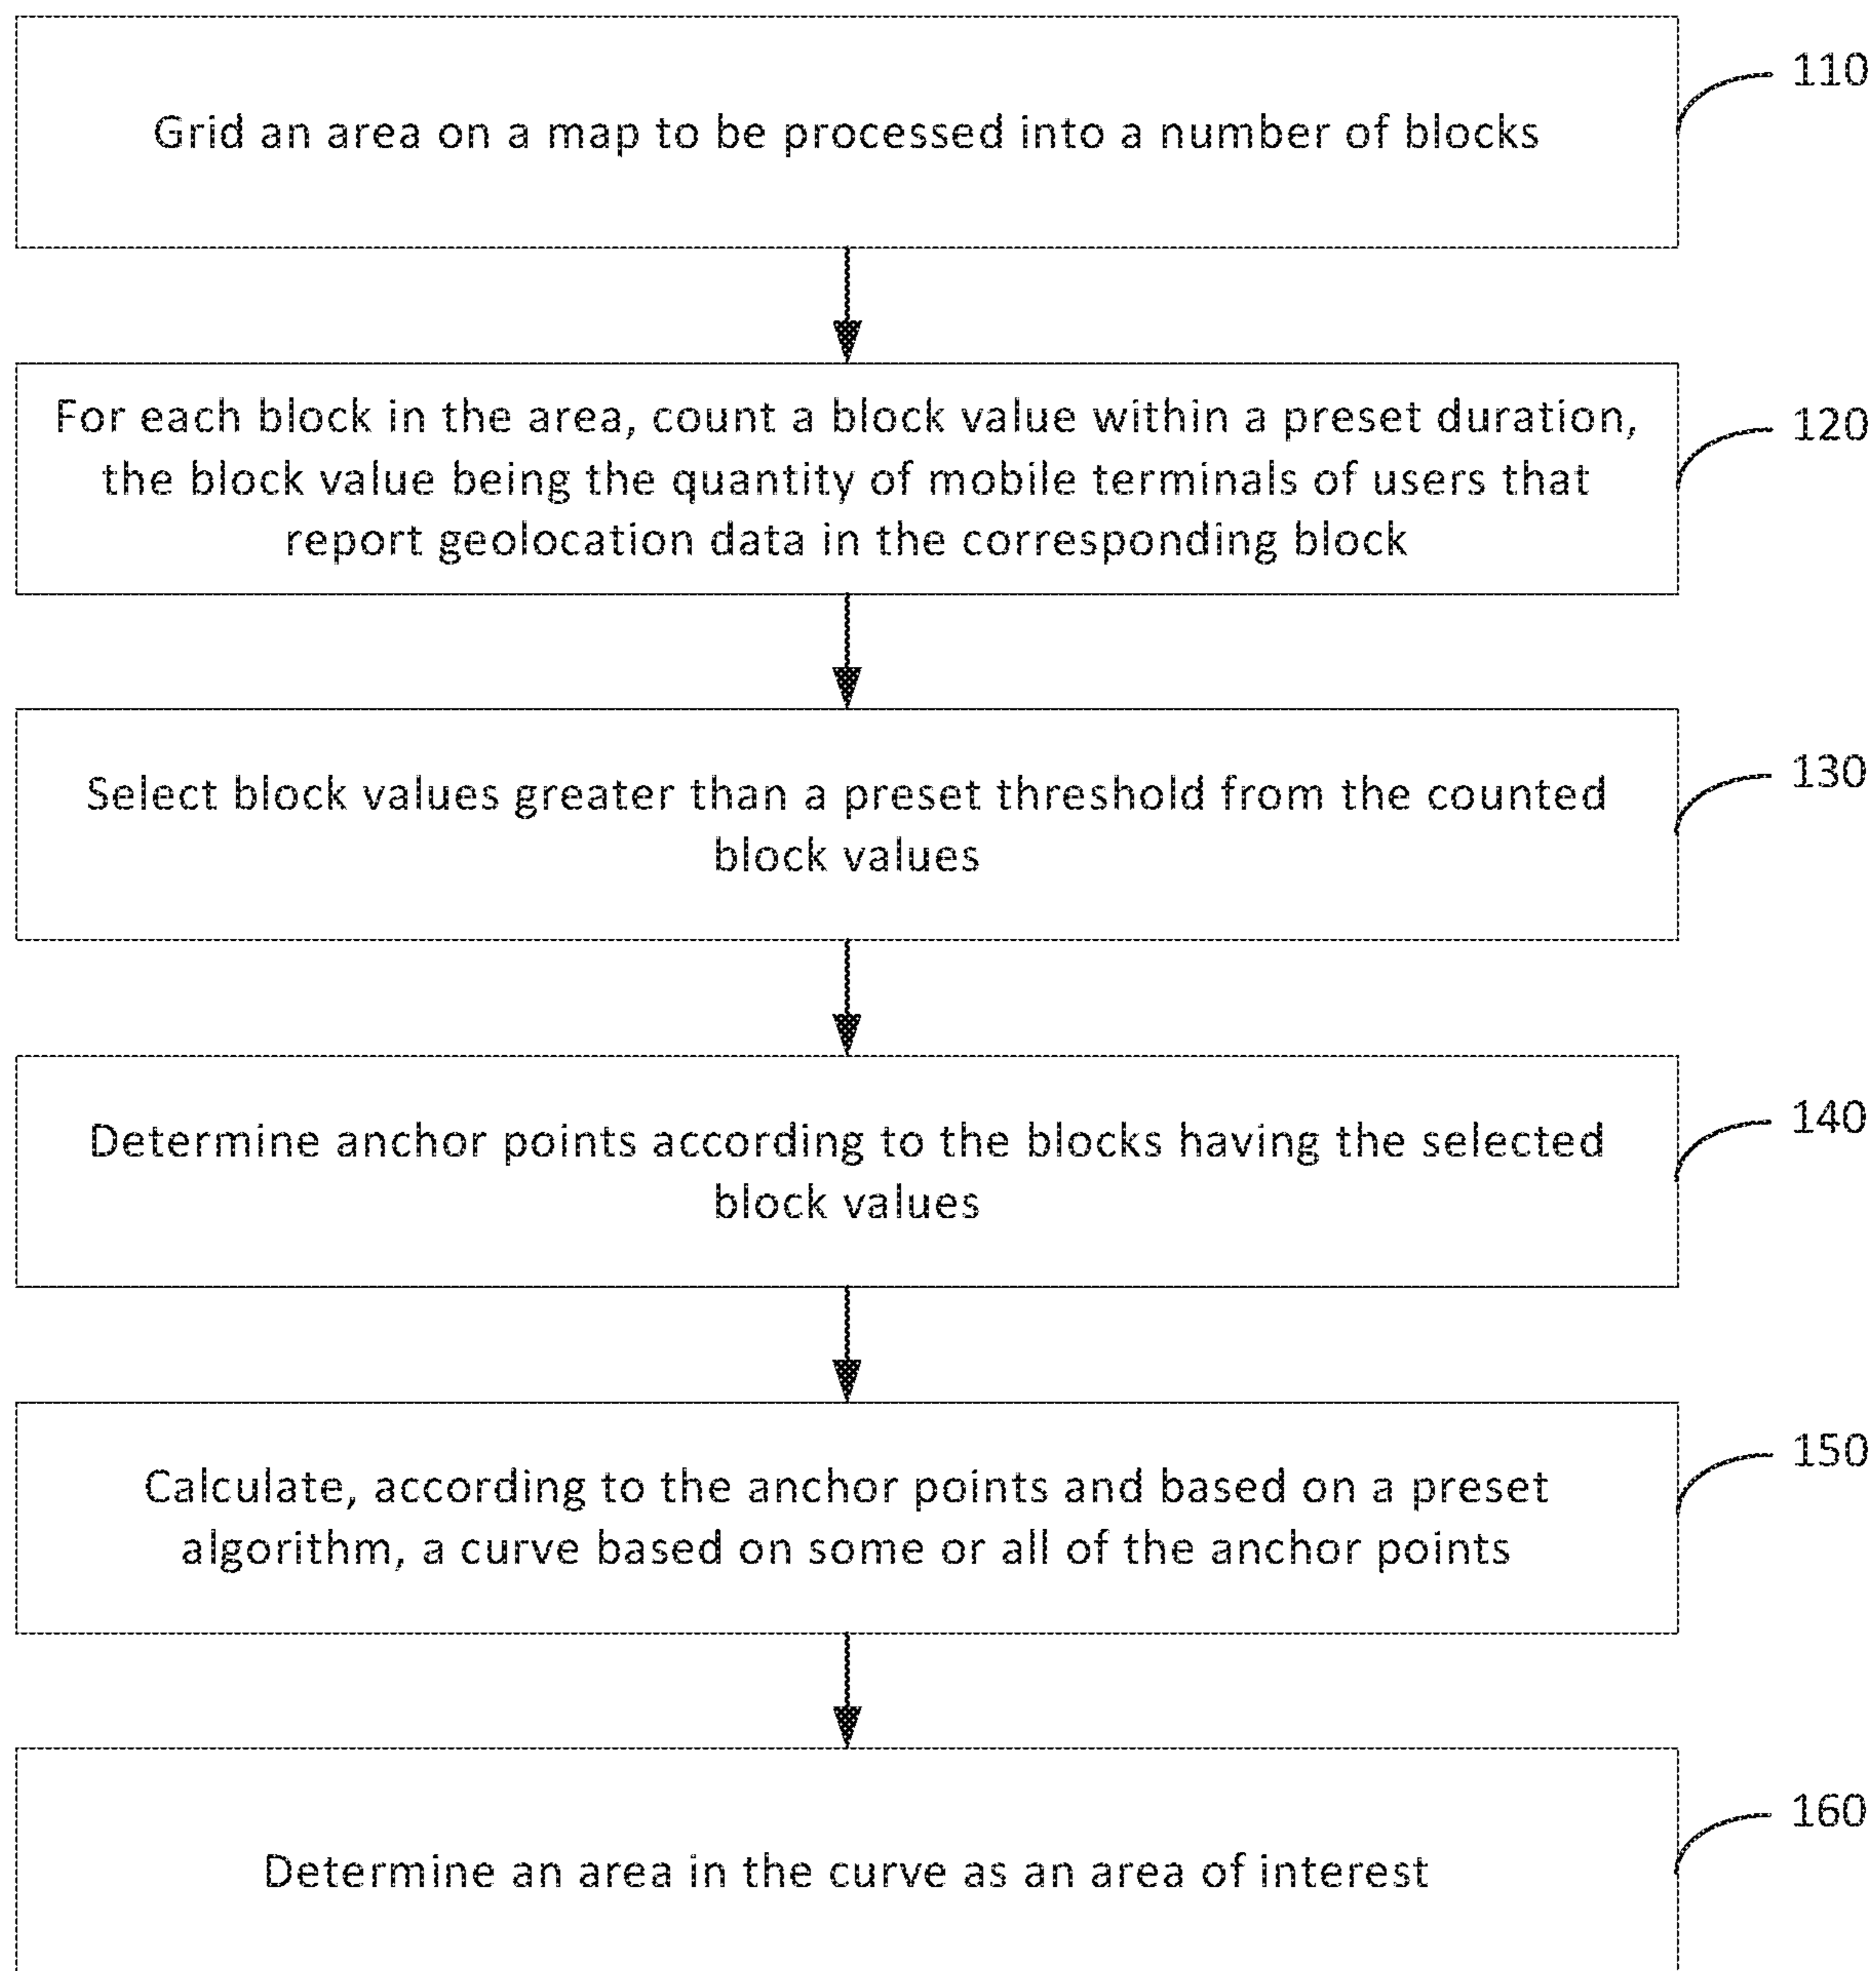 Grid an area on a map to be processed into a number of blocks
110
For each block in the area, count a block value within a preset duration,
the block value being the quantity of mobile terminals of users that
report geolocation data in the corresponding block
120
Select block values greater than a preset threshold from the counted
block values
130
Determine anchor points according to the blocks having the selected
block values
140
Calculate, according to the anchor points and based on a preset
algorithm, a curve based on some or all of the anchor points
150
Determine an area in the curve as an area of interest
160